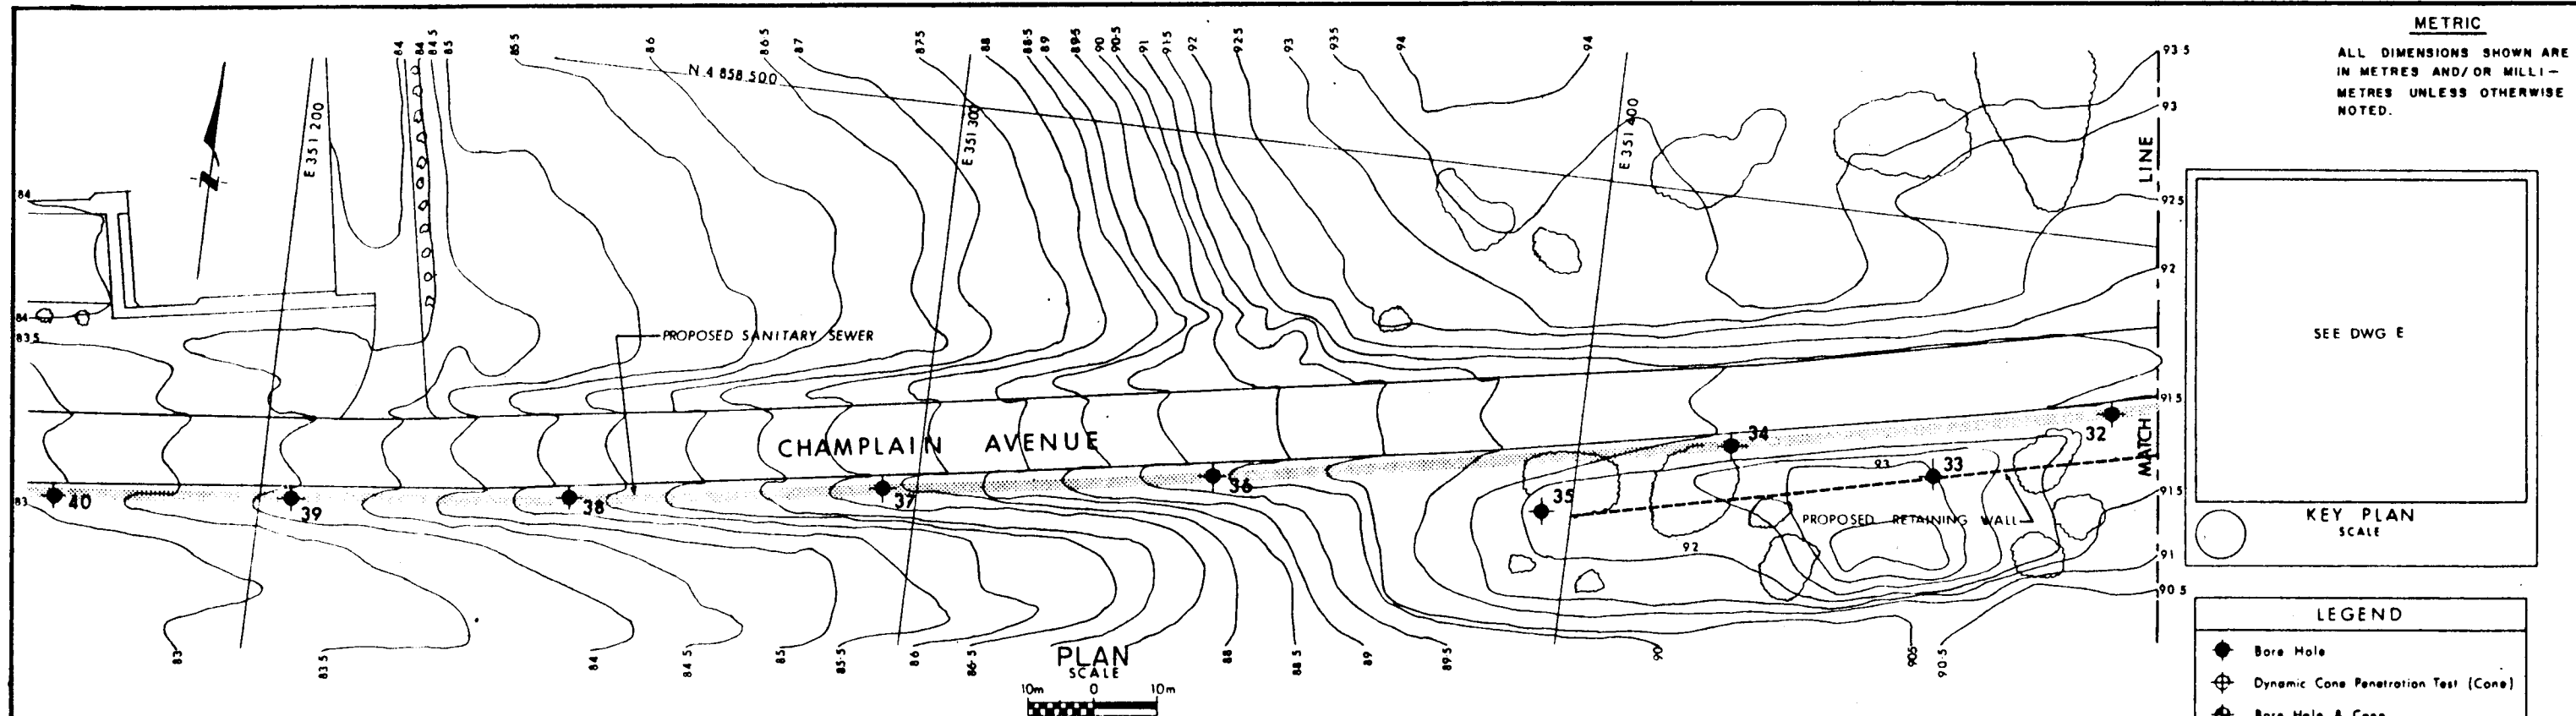 METRIC
ALL DIMENSIONS SHOWN ARE
IN METRES AND/OR MILLI-
METRES UNLESS OTHERWISE
NOTED.
84 84 84·5 85 85·5 86 86·5 87 87·5 88 88·5 89 89·5 90 90·5 91 91·5 92 92·5 93 93·5 94 94
93·5
93
92·5
92
91·5
91·5
91
90·5
N 4 858 500
E 351 200
E 351 300
E 351 400
N
84
84
83·5
83
MATCH LINE
PROPOSED SANITARY SEWER
CHAMPLAIN AVENUE
40
39
38
37
36
35
34
33
32
93
92
PROPOSED RETAINING WALL
83 83·5 84 84·5 85 85·5 86 86·5 88 88·5 89 89·5 90 90·5 90·5
PLAN
SCALE
10m 0 10m
SEE DWG E
KEY PLAN
SCALE
LEGEND
Bore Hole
Dynamic Cone Penetration Test (Cone)
Bore Hole & Cone